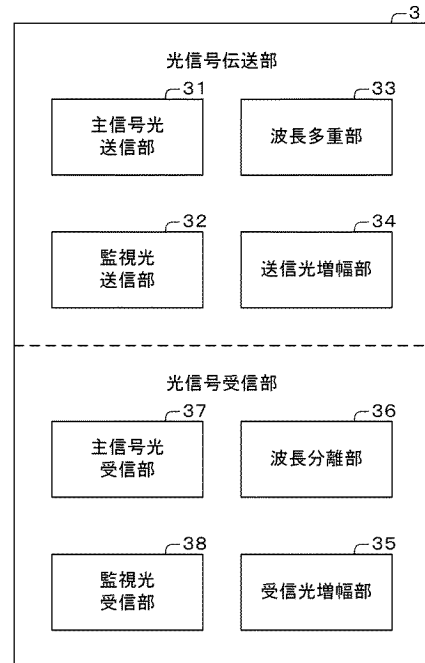 3
光信号伝送部
31
主信号光
送信部
33
波長多重部
32
監視光
送信部
34
送信光増幅部
光信号受信部
37
主信号光
受信部
36
波長分離部
38
監視光
受信部
35
受信光増幅部